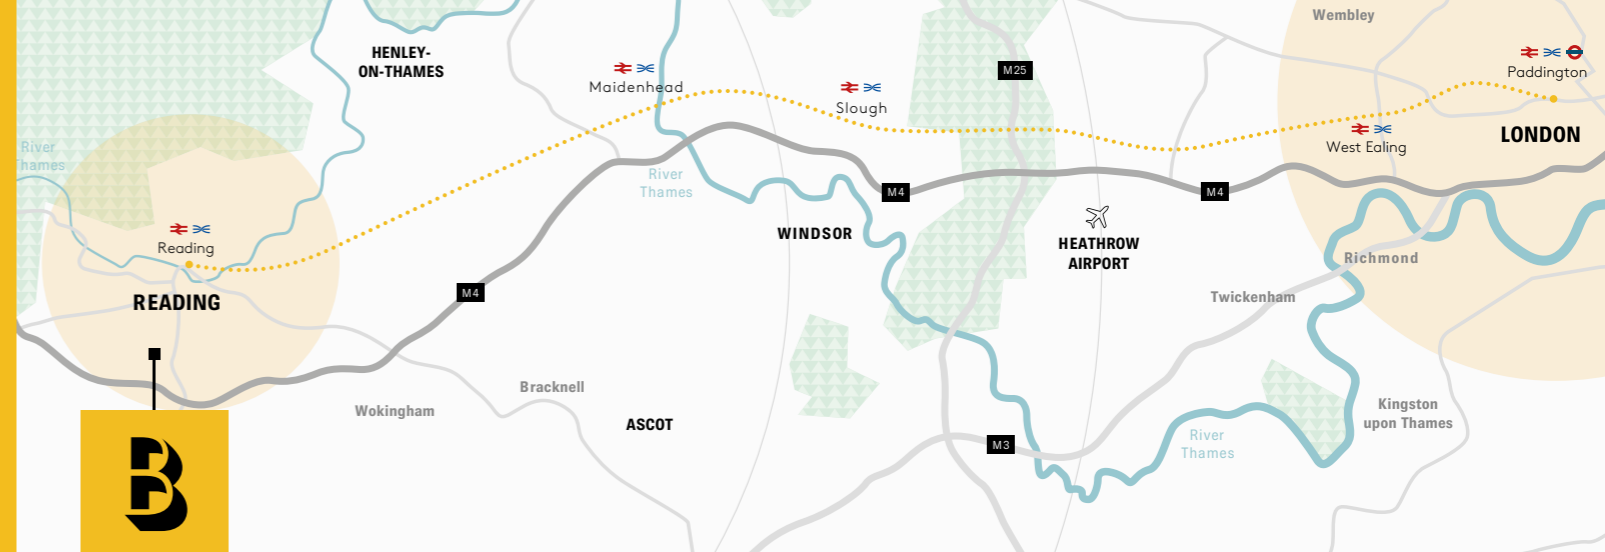 Wembley
HENLEY-
ON-THAMES
Maidenhead
Slough
M25
Paddington
LONDON
West Ealing
River
Thames
River
Thames
M4
M4
Reading
WINDSOR
HEATHROW
AIRPORT
Richmond
READING
M4
Twickenham
Bracknell
Wokingham
ASCOT
Kingston
upon Thames
M3
River
Thames
B